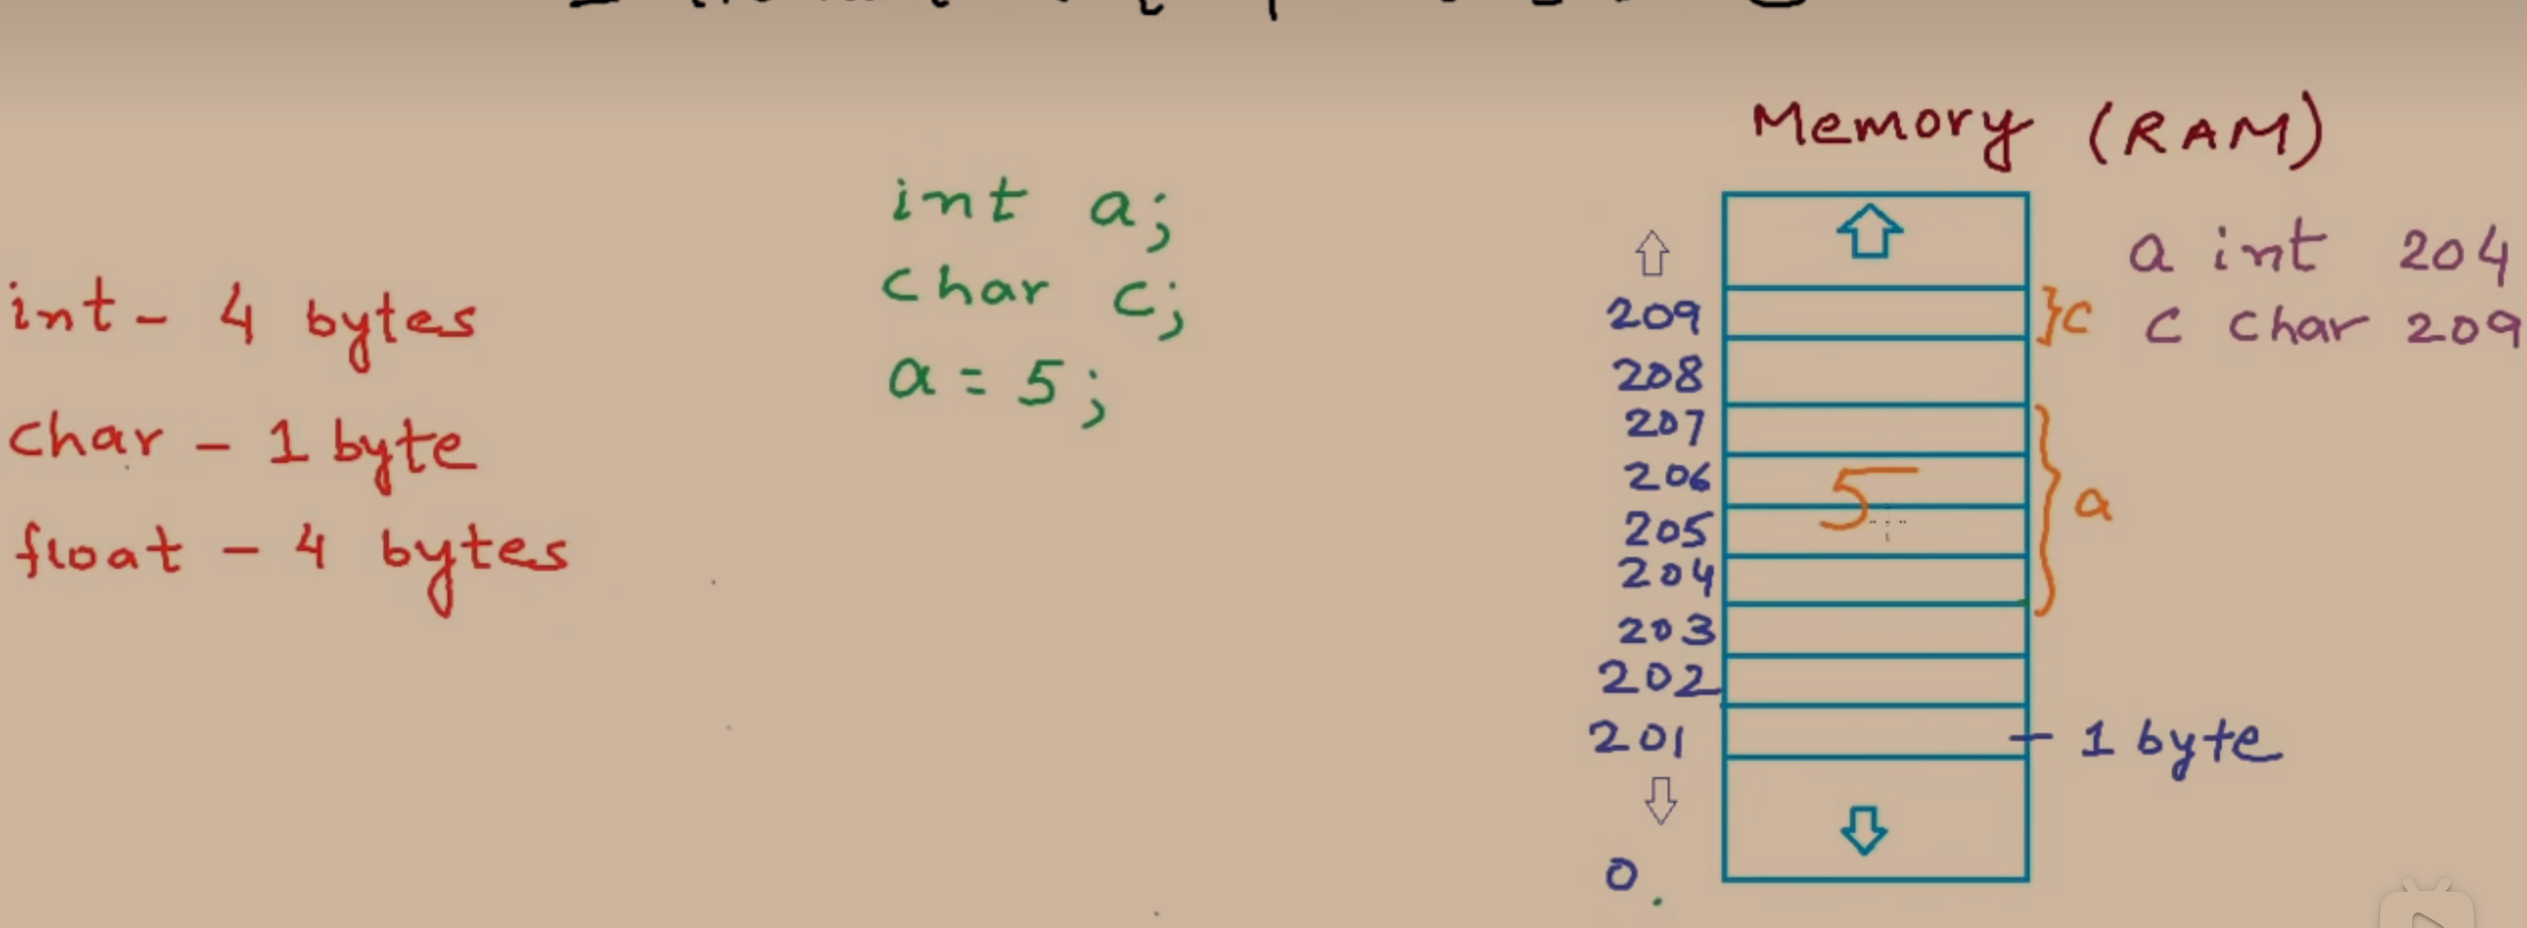 Memory (RAM)
int a;
char c;
a = 5;
int - 4 bytes
char - 1 byte
float - 4 bytes
a int 204
c char 209
209
208
207
206
205
204
203
202
201
0
c
5
a
1 byte